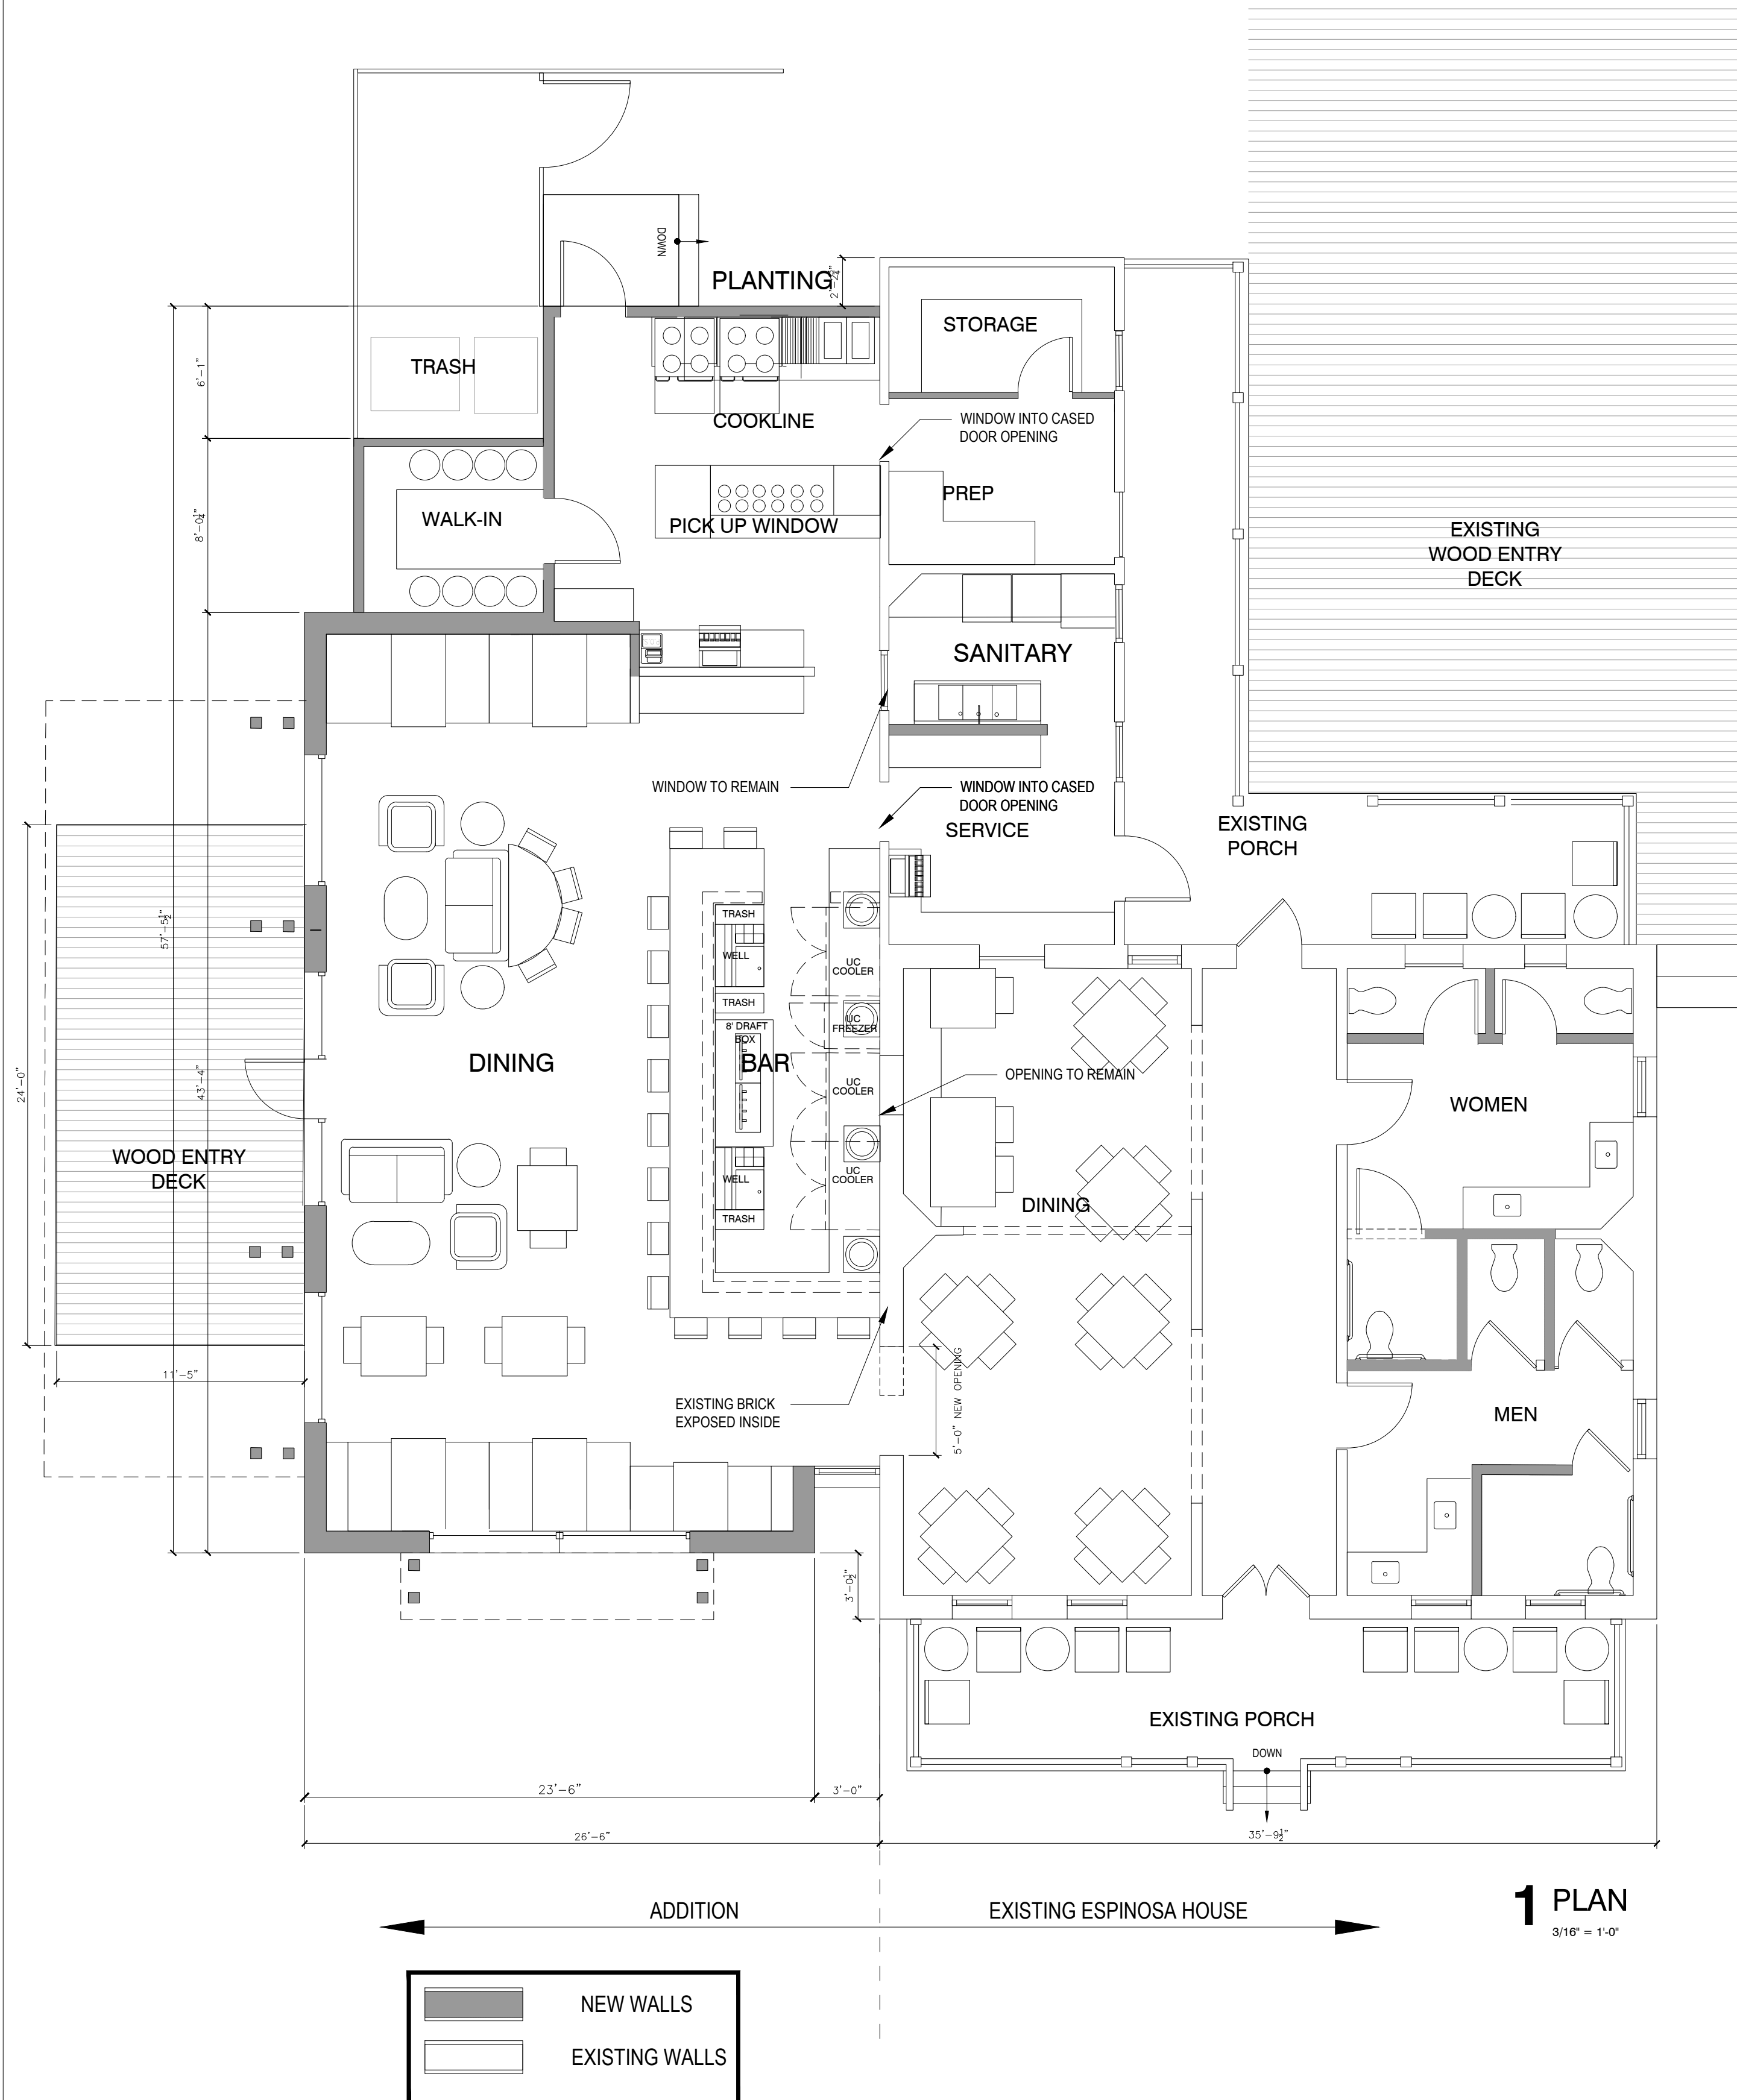 DOWN
PLANTING
2'-2¾"
STORAGE
TRASH
6'-1"
COOKLINE
WINDOW INTO CASED
DOOR OPENING
PREP
WALK-IN
PICK UP WINDOW
8'-0¼"
EXISTING
WOOD ENTRY
DECK
SANITARY
WINDOW TO REMAIN
WINDOW INTO CASED
DOOR OPENING
SERVICE
EXISTING
PORCH
57'-5½"
TRASH
WELL
UC
COOLER
TRASH
UC
FREEZER
8' DRAFT
BOX
DINING
BAR
OPENING TO REMAIN
UC
COOLER
24'-0"
43'-4"
WOMEN
WOOD ENTRY
DECK
WELL
UC
COOLER
TRASH
DINING
11'-5"
EXISTING BRICK
EXPOSED INSIDE
5'-0" NEW OPENING
MEN
3'-0½"
EXISTING PORCH
DOWN
23'-6"
3'-0"
26'-6"
35'-9½"
ADDITION
EXISTING ESPINOSA HOUSE
1 PLAN
3/16" = 1'-0"
NEW WALLS
EXISTING WALLS